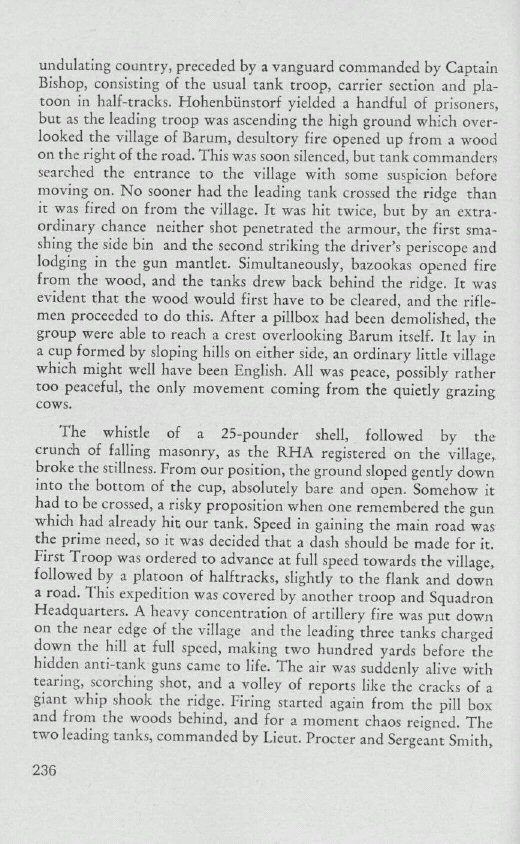 undulating country, preceded by a vanguard commanded by Captain
Bishop, consisting of the usual tank troop, carrier section and pla-
toon in half-tracks. Hohenbünstorf yielded a handful of prisoners,
but as the leading troop was ascending the high ground which over-
looked the village of Barum, desultory fire opened up from a wood
on the right of the road. This was soon silenced, but tank commanders
searched the entrance to the village with some suspicion before
moving on. No sooner had the leading tank crossed the ridge than
it was fired on from the village. It was hit twice, but by an extra-
ordinary chance neither shot penetrated the armour, the first sma-
shing the side bin and the second striking the driver's periscope and
lodging in the gun mantlet. Simultaneously, bazookas opened fire
from the wood, and the tanks drew back behind the ridge. It was
evident that the wood would first have to be cleared, and the rifle-
men proceeded to do this. After a pillbox had been demolished, the
group were able to reach a crest overlooking Barum itself. It lay in
a cup formed by sloping hills on either side, an ordinary little village
which might well have been English. All was peace, possibly rather
too peaceful, the only movement coming from the quietly grazing
cows.
The whistle of a 25-pounder shell, followed by the
crunch of falling masonry, as the RHA registered on the village,
broke the stillness. From our position, the ground sloped gently down
into the bottom of the cup, absolutely bare and open. Somehow it
had to be crossed, a risky proposition when one remembered the gun
which had already hit our tank. Speed in gaining the main road was
the prime need, so it was decided that a dash should be made for it.
First Troop was ordered to advance at full speed towards the village,
followed by a platoon of halftracks, slightly to the flank and down
a road. This expedition was covered by another troop and Squadron
Headquarters. A heavy concentration of artillery fire was put down
on the near edge of the village and the leading three tanks charged
down the hill at full speed, making two hundred yards before the
hidden anti-tank guns came to life. The air was suddenly alive with
tearing, scorching shot, and a volley of reports like the cracks of a
giant whip shook the ridge. Firing started again from the pill box
and from the woods behind, and for a moment chaos reigned. The
two leading tanks, commanded by Lieut. Procter and Sergeant Smith,
236